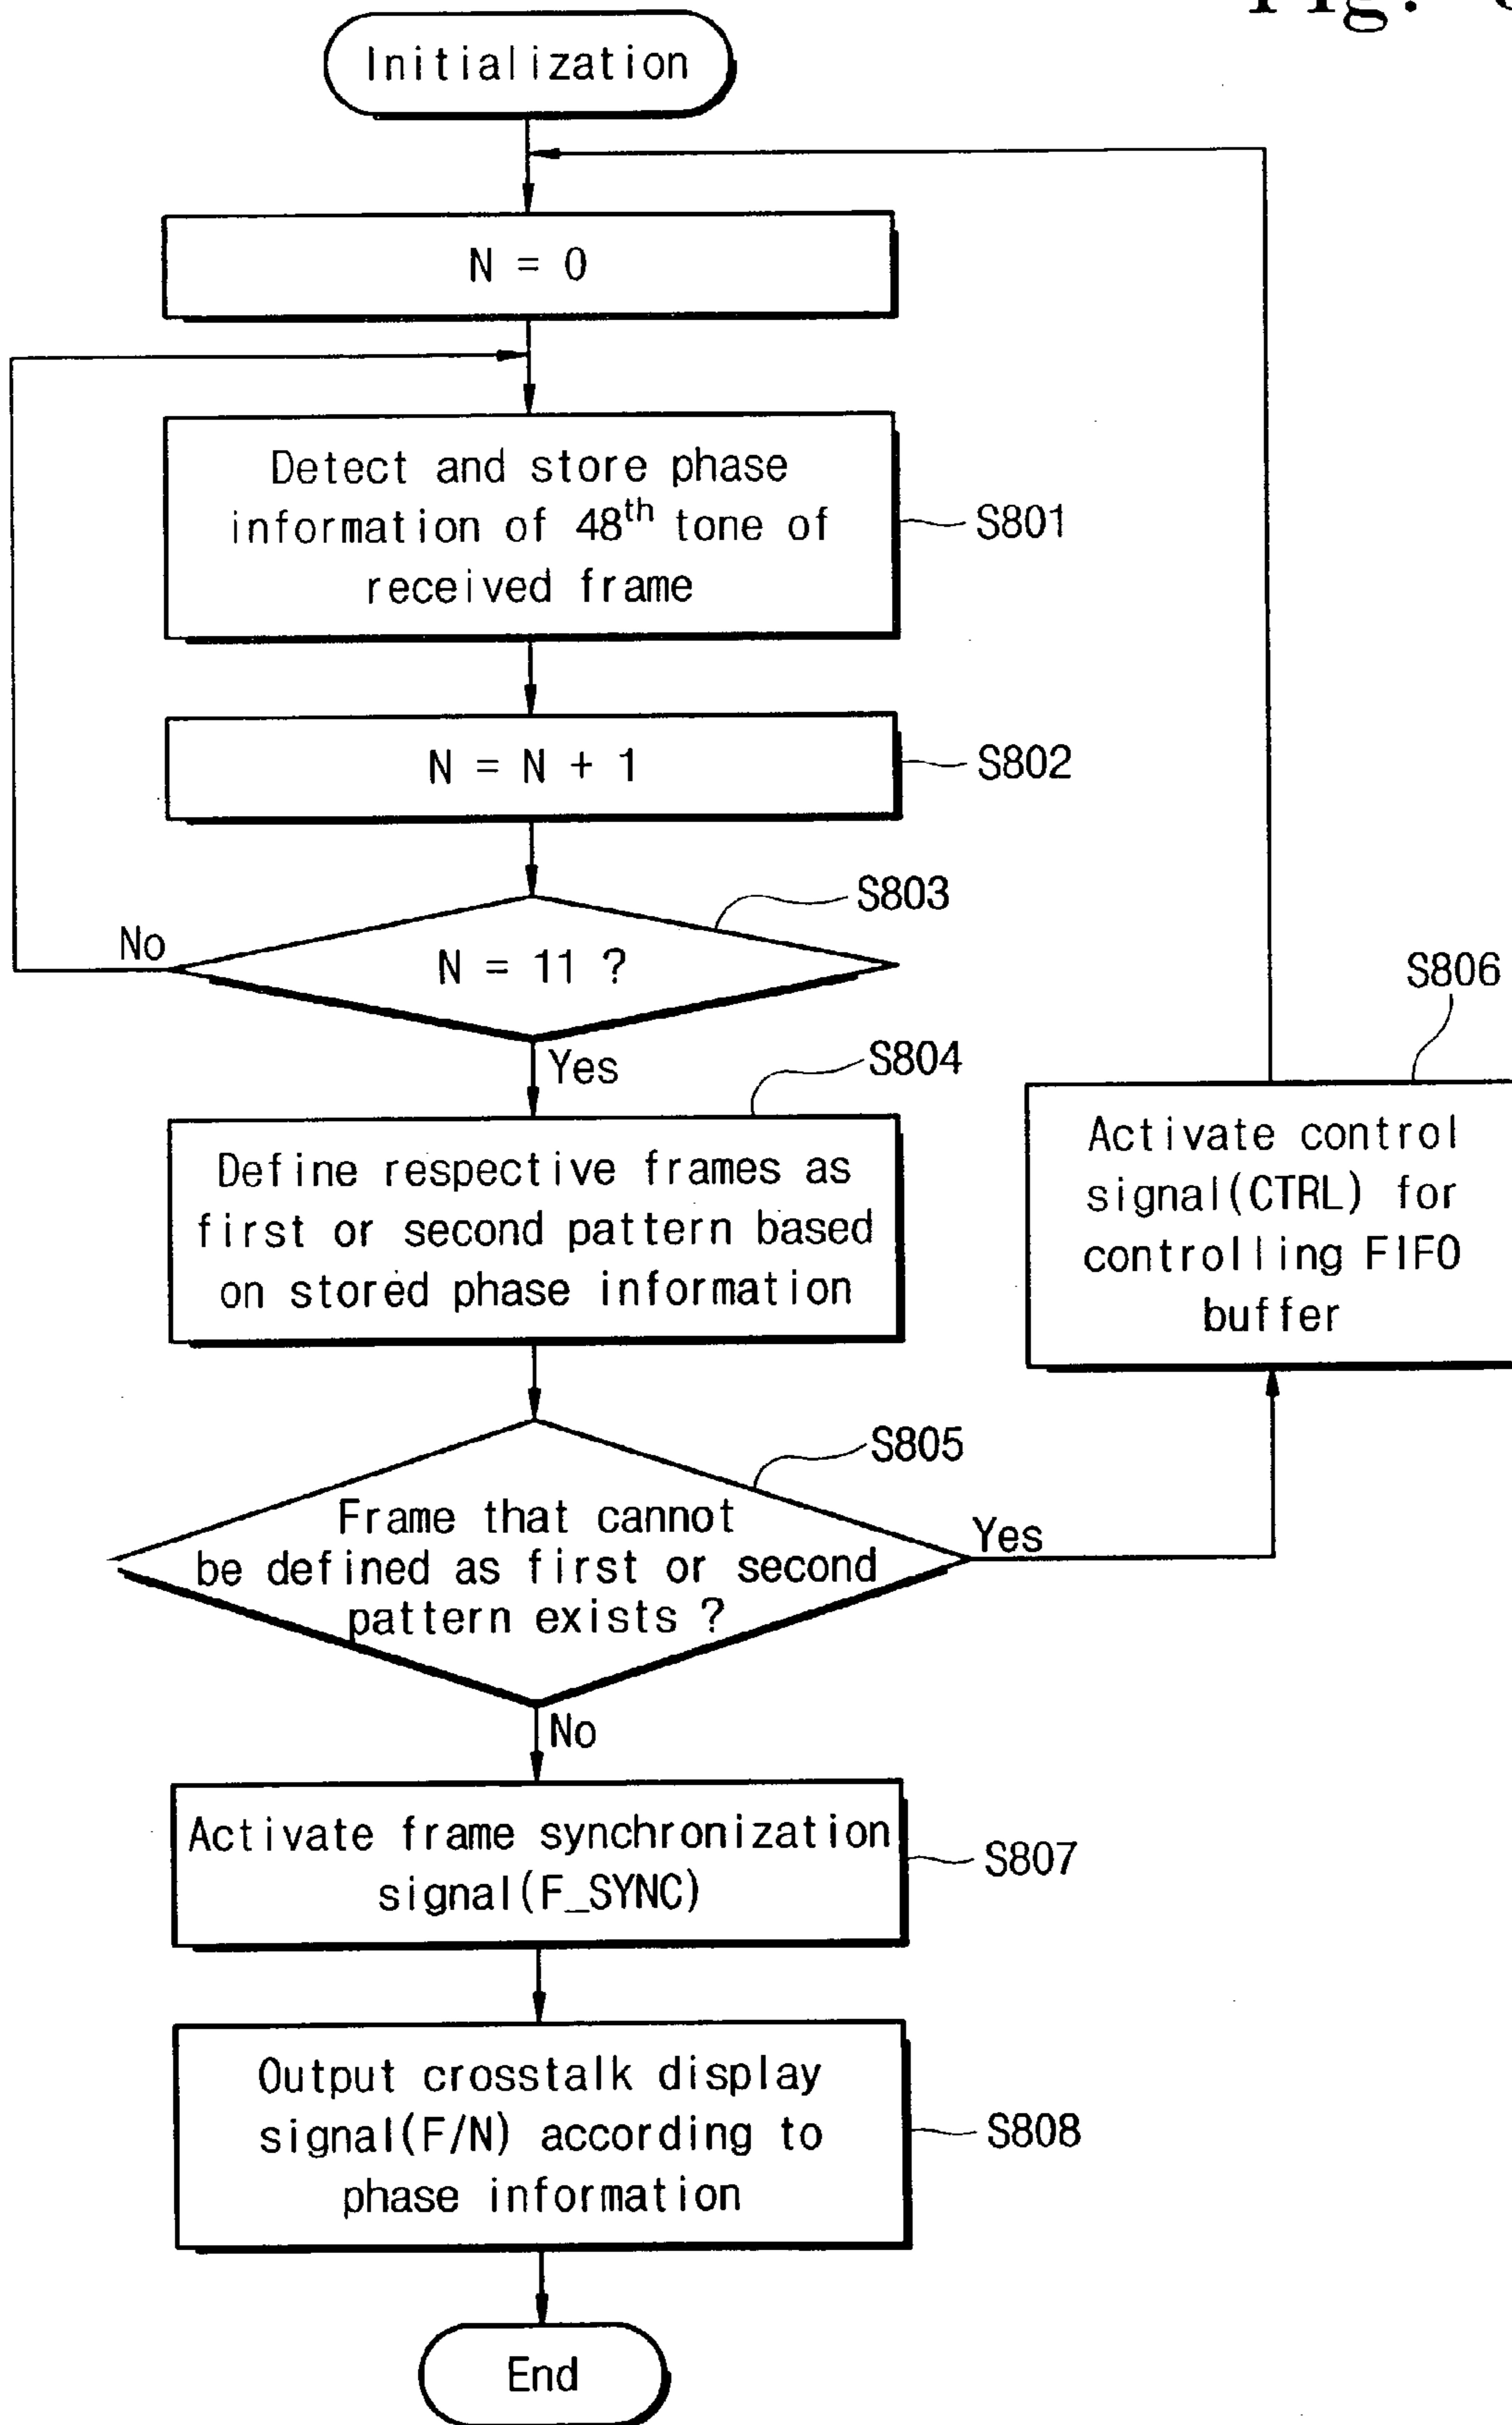 Fig.
Initialization
N = 0
Detect and store phase
information of 48th tone of
received frame
S801
N = N + 1
S802
S803
No
N = 11 ?
Yes
S804
Define respective frames as
first or second pattern based
on stored phase information
S806
Activate control
signal(CTRL) for
controlling FIFO
buffer
S805
Frame that cannot
be defined as first or second
pattern exists ?
Yes
No
Activate frame synchronization
signal(F_SYNC)
S807
Output crosstalk display
signal(F/N) according to
phase information
S808
End